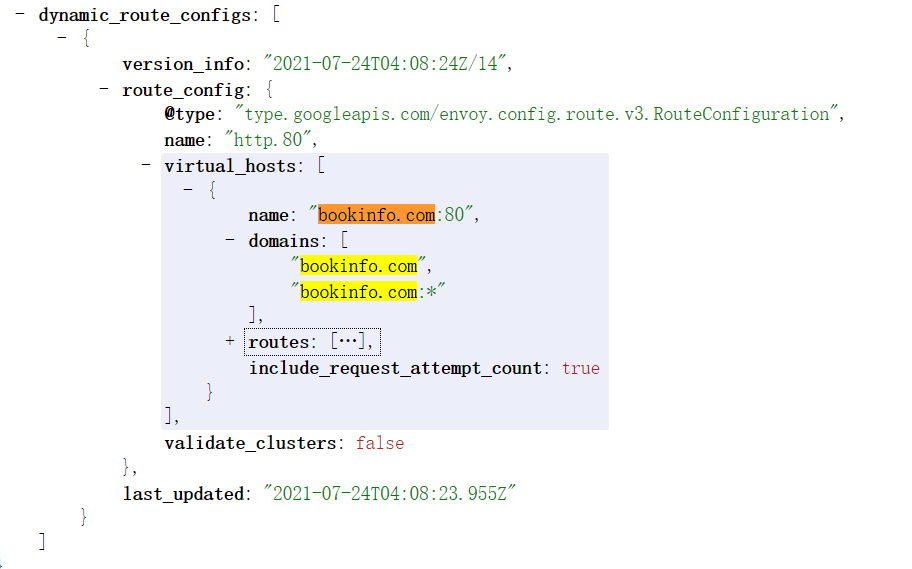 − dynamic_route_configs: [
− {
version_info: "2021-07-24T04:08:24Z/14",
− route_config: {
@type: "type.googleapis.com/envoy.config.route.v3.RouteConfiguration",
name: "http.80",
− virtual_hosts: [
− {
name: "bookinfo.com:80",
− domains: [
"bookinfo.com",
"bookinfo.com:*"
],
+ routes: […],
include_request_attempt_count: true
}
],
validate_clusters: false
},
last_updated: "2021-07-24T04:08:23.955Z"
}
]